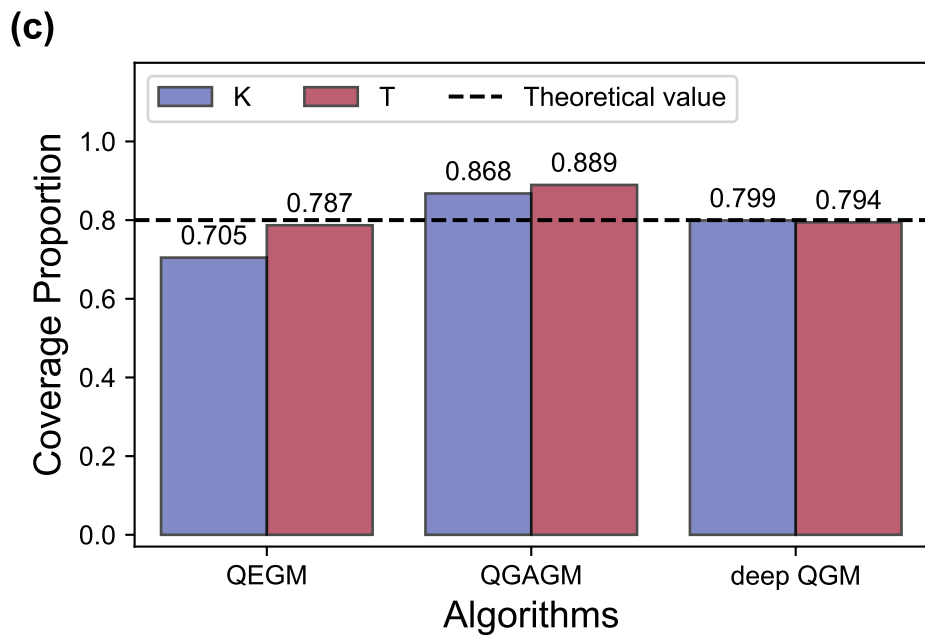 (c)
K T Theoretical value
Coverage Proportion
1.0
0.8
0.6
0.4
0.2
0.0
0.705 0.787 0.868 0.889 0.799 0.794
QEGM QGAGM deep QGM
Algorithms